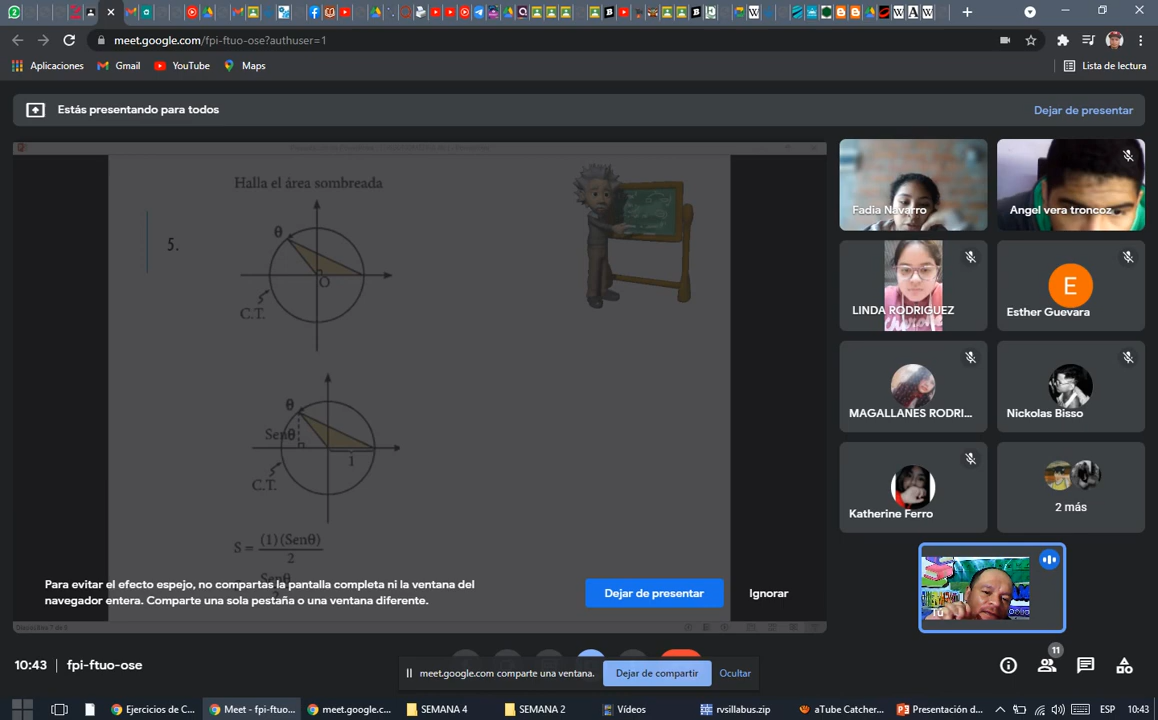 meet.google.com/fpi-ftuo-ose?authuser=1
Aplicaciones
Gmail
YouTube
Maps
Lista de lectura
Estás presentando para todos
Dejar de presentar
Halla el área sombreada
5.
θ
O
C.T.
θ
Senθ
1
C.T.
S = (1)(Senθ) / 2
Fadia Navarro
Angel vera troncoz
LINDA RODRIGUEZ
E
Esther Guevara
MAGALLANES RODRI...
Nickolas Bisso
Katherine Ferro
2 más
Tú
Para evitar el efecto espejo, no compartas la pantalla completa ni la ventana del
navegador entera. Comparte una sola pestaña o una ventana diferente.
Dejar de presentar
Ignorar
10:43 | fpi-ftuo-ose
11
meet.google.com comparte una ventana.
Dejar de compartir
Ocultar
Ejercicios de C...
Meet - fpi-ftuo...
meet.google.c...
SEMANA 4
SEMANA 2
Vídeos
rvsillabus.zip
aTube Catcher...
Presentación d...
ESP
10:43